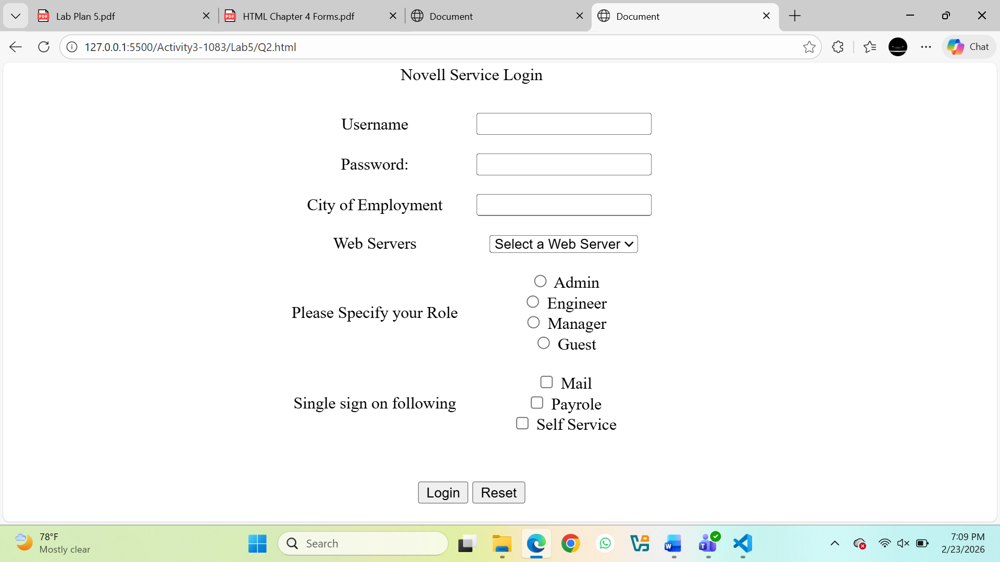 Lab Plan 5.pdf
HTML Chapter 4 Forms.pdf
Document
Document
127.0.0.1:5500/Activity3-1083/Lab5/Q2.html
Chat
Novell Service Login
Username
Password:
City of Employment
Web Servers
Select a Web Server
Please Specify your Role
Admin
Engineer
Manager
Guest
Single sign on following
Mail
Payrole
Self Service
Login
Reset
78°F
Mostly clear
Search
7:09 PM
2/23/2026